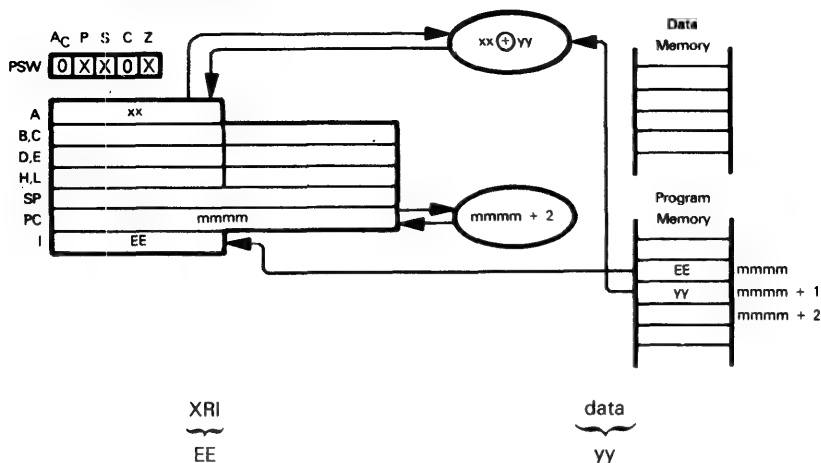 A_C P S C Z
PSW 0 X X 0 X
xx ⊕ yy
Data
Memory
A xx
B,C
D,E
H,L
SP
PC mmmm
mmmm + 2
I EE
Program
Memory
EE mmmm
yy mmmm + 1
mmmm + 2
XRI data
EE yy